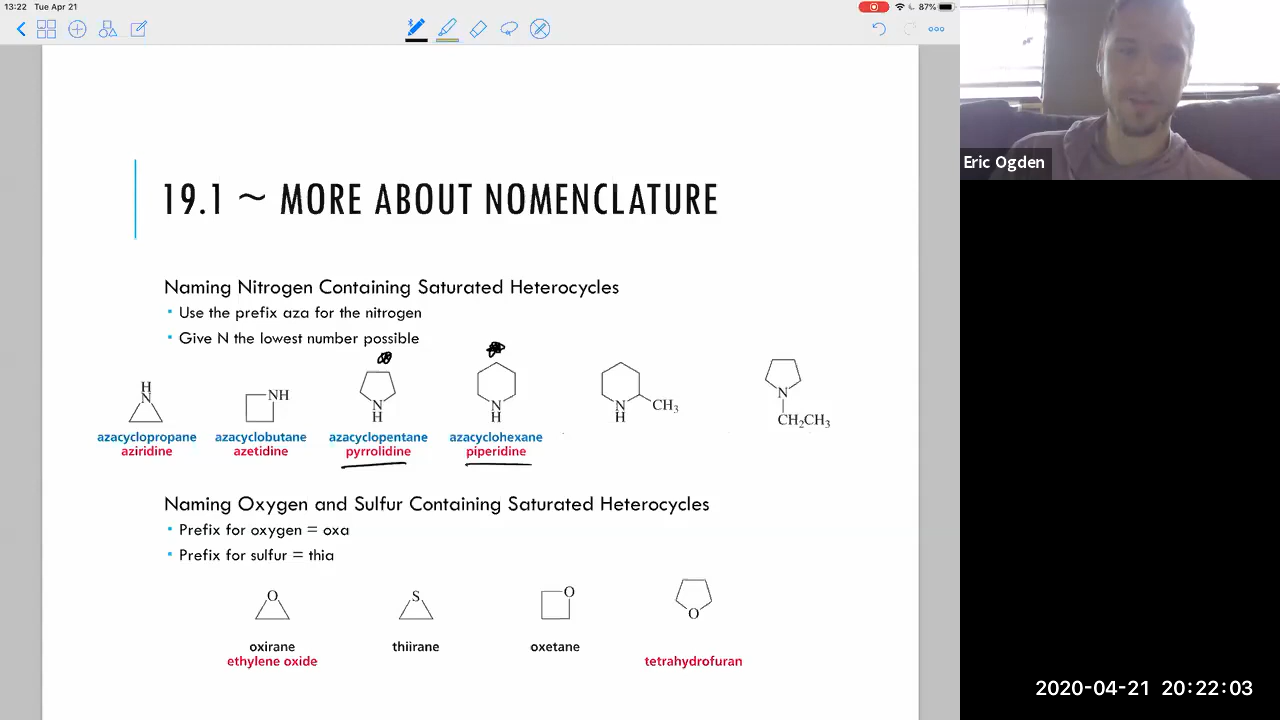 13:22 Tue Apr 21
87%
Eric Ogden
19.1 ~ MORE ABOUT NOMENCLATURE
Naming Nitrogen Containing Saturated Heterocycles
• Use the prefix aza for the nitrogen
• Give N the lowest number possible
H
N
NH
N
H
N
H
N
H
CH3
N
CH2CH3
azacyclopropane azacyclobutane azacyclopentane azacyclohexane
aziridine azetidine pyrrolidine piperidine
Naming Oxygen and Sulfur Containing Saturated Heterocycles
• Prefix for oxygen = oxa
• Prefix for sulfur = thia
O S O O
oxirane thiirane oxetane
ethylene oxide tetrahydrofuran
2020-04-21 20:22:03